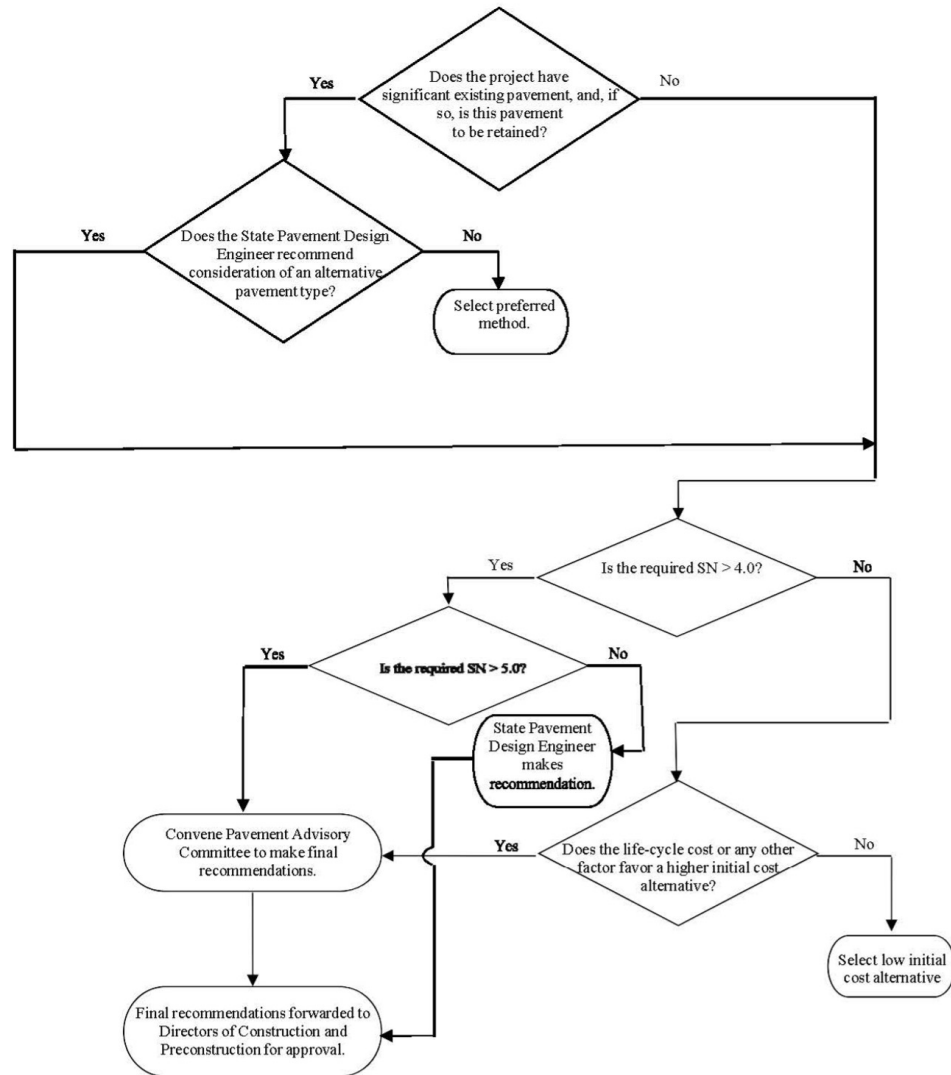 Does the project have
significant existing pavement, and, if
so, is this pavement
to be retained?
Yes
No
Does the State Pavement Design
Engineer recommend
consideration of an alternative
pavement type?
Yes
No
Select preferred
method.
Is the required SN > 4.0?
Yes
No
Is the required SN > 5.0?
Yes
No
State Pavement
Design Engineer
makes
recommendation.
Convene Pavement Advisory
Committee to make final
recommendations.
Yes
Does the life-cycle cost or any other
factor favor a higher initial cost
alternative?
No
Select low initial
cost alternative
Final recommendations forwarded to
Directors of Construction and
Preconstruction for approval.